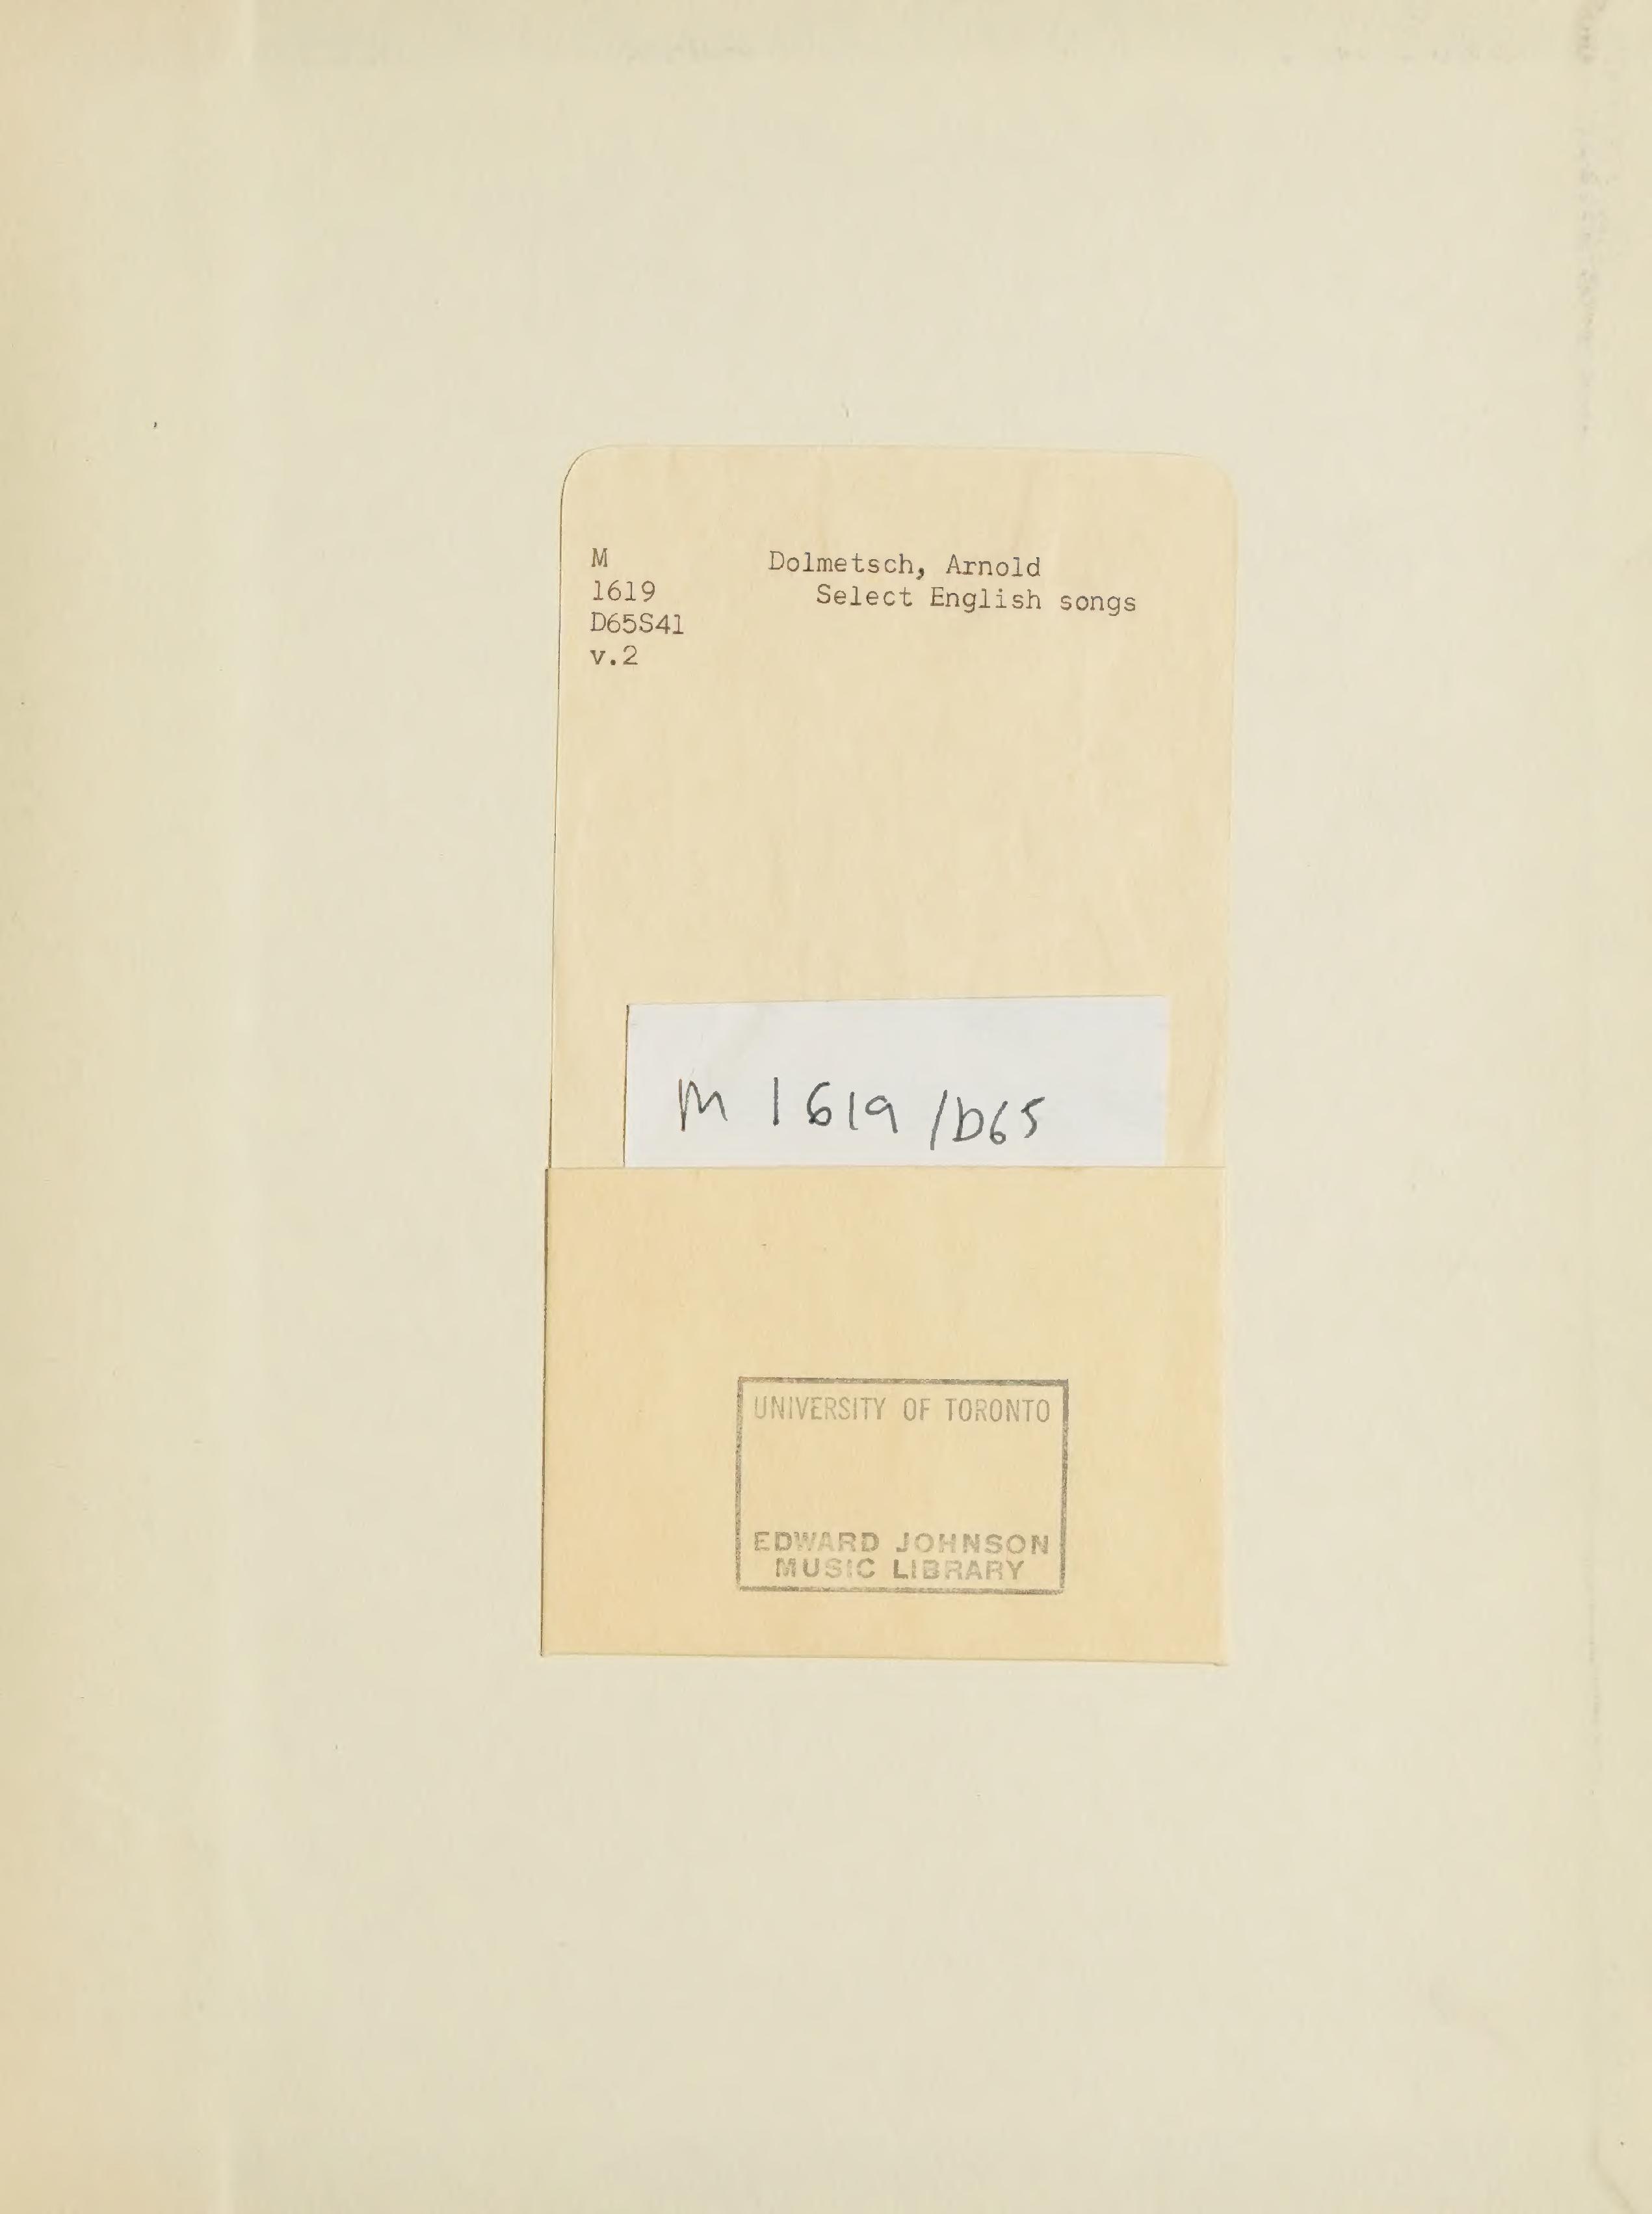 M
1619
D65S41
v.2
Dolmetsch, Arnold
Select English songs
M 1619 /D65
UNIVERSITY OF TORONTO
EDWARD JOHNSON
MUSIC LIBRARY